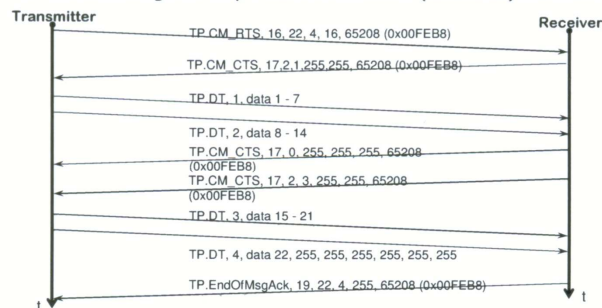 Transmitter
Receiver
TP.CM_RTS, 16, 22, 4, 16, 65208 (0x00FEB8)
TP.CM_CTS, 17,2,1,255,255, 65208 (0x00FEB8)
TP.DT, 1, data 1 - 7
TP.DT, 2, data 8 - 14
TP.CM_CTS, 17, 0, 255, 255, 255, 65208
(0x00FEB8)
TP.CM_CTS, 17, 2, 3, 255, 255, 65208
(0x00FEB8)
TP.DT, 3, data 15 - 21
TP.DT, 4, data 22, 255, 255, 255, 255, 255, 255
TP.EndOfMsgAck, 19, 22, 4, 255, 65208 (0x00FEB8)
t
t